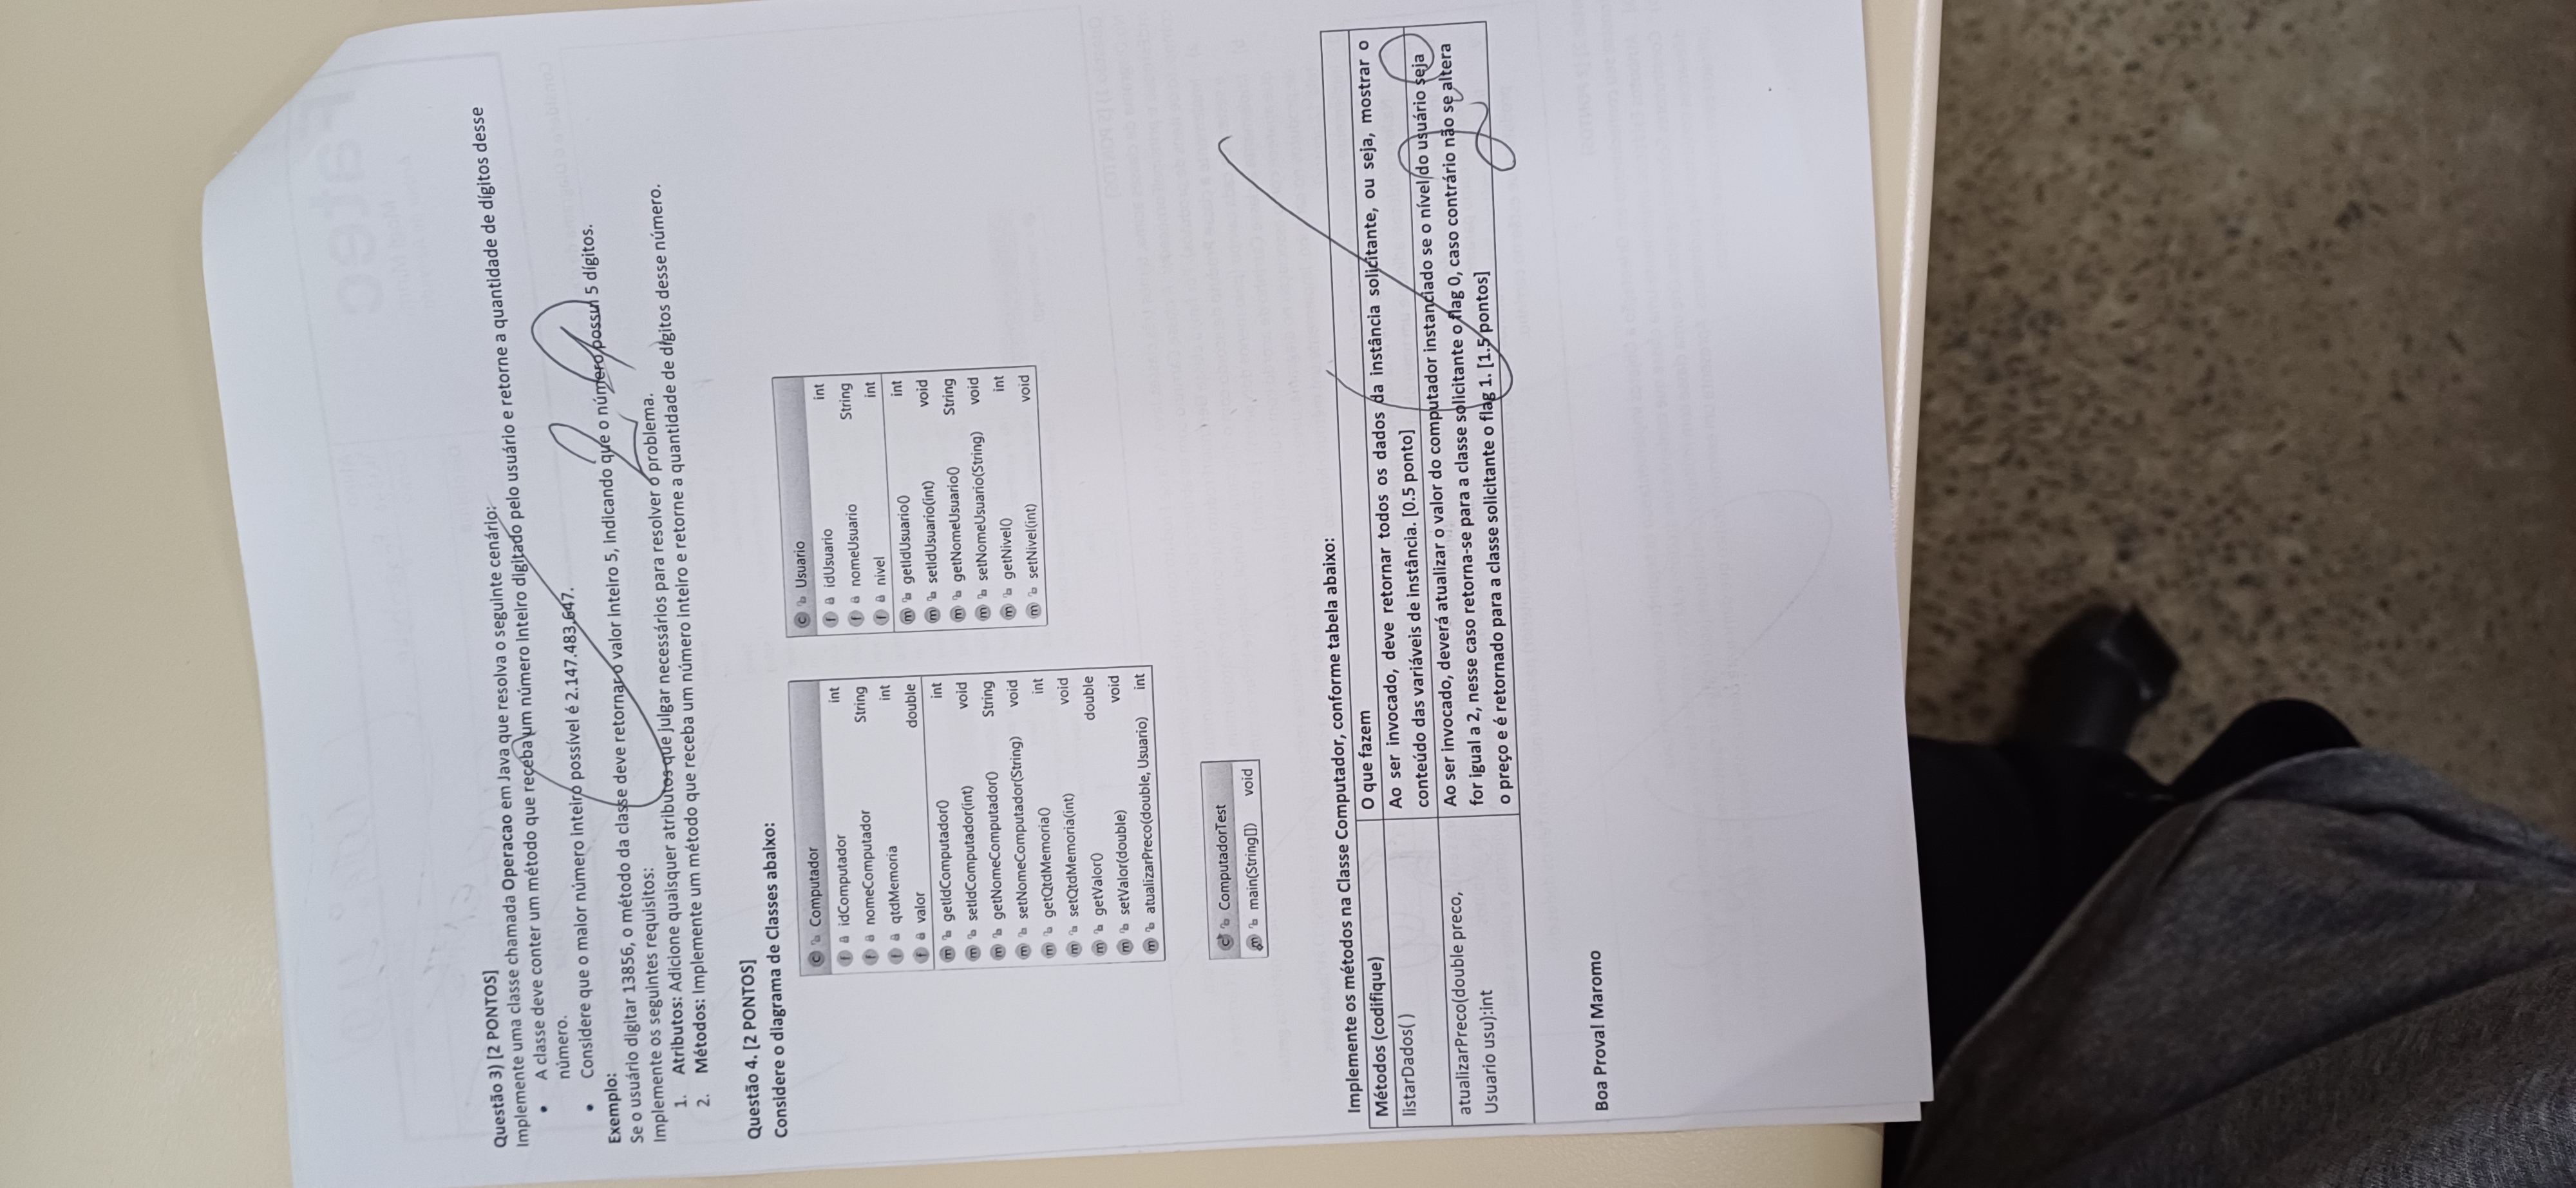 Fatec
Questão 3) [2 PONTOS]
Implemente uma classe chamada Operacao em Java que resolva o seguinte cenário:
• A classe deve conter um método que receba um número inteiro digitado pelo usuário e retorne a quantidade de dígitos desse
número.
• Considere que o maior número inteiro possível é 2.147.483.647.
Exemplo:
Se o usuário digitar 13856, o método da classe deve retornar o valor inteiro 5, indicando que o número possui 5 dígitos.
Implemente os seguintes requisitos:
1. Atributos: Adicione quaisquer atributos que julgar necessários para resolver o problema.
2. Métodos: Implemente um método que receba um número inteiro e retorne a quantidade de dígitos desse número.
Questão 4. [2 PONTOS]
Considere o diagrama de Classes abaixo:
Computador
idComputador int
nomeComputador String
qtdMemoria int
valor double
getIdComputador() int
setIdComputador(int) void
getNomeComputador() String
setNomeComputador(String) void
getQtdMemoria() int
setQtdMemoria(int) void
getValor() double
setValor(double) void
atualizarPreco(double, Usuario) int
Usuario
idUsuario int
nomeUsuario String
nivel int
getIdUsuario() int
setIdUsuario(int) void
getNomeUsuario() String
setNomeUsuario(String) void
getNivel() int
setNivel(int) void
ComputadorTest
main(String[]) void
Implemente os métodos na Classe Computador, conforme tabela abaixo:
Métodos (codifique) O que fazem
listarDados( )
Ao ser invocado, deve retornar todos os dados da instância solicitante, ou seja, mostrar o
conteúdo das variáveis de instância. [0.5 ponto]
atualizarPreco(double preco,
Usuario usu):int
Ao ser invocado, deverá atualizar o valor do computador instanciado se o nível do usuário seja
for igual a 2, nesse caso retorna-se para a classe solicitante o flag 0, caso contrário não se altera
o preço e é retornado para a classe solicitante o flag 1. [1.5 pontos]
Boa Prova! Maromo